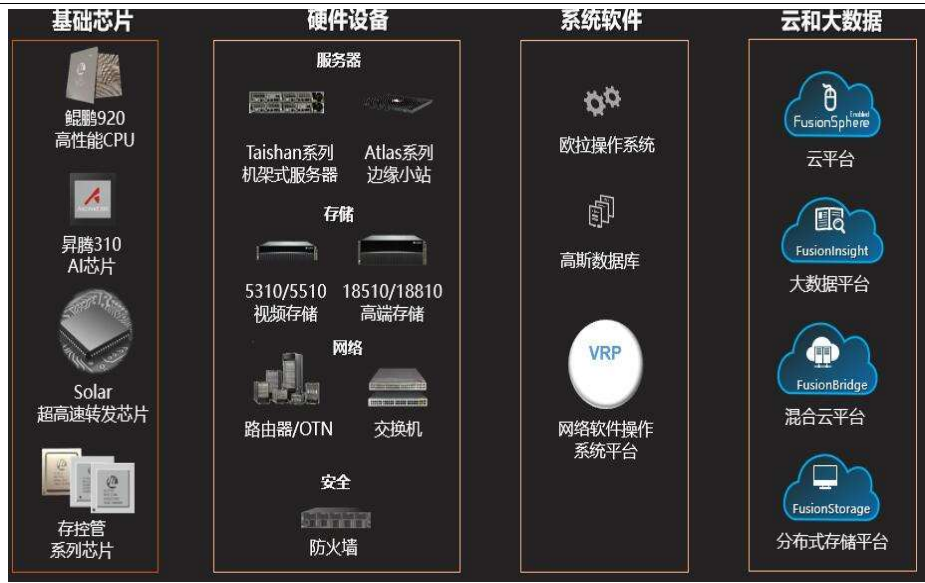 基础芯片
鲲鹏920
高性能CPU
昇腾310
AI芯片
Solar
超高速转发芯片
存控管
系列芯片
硬件设备
服务器
Taishan系列
机架式服务器
Atlas系列
边缘小站
存储
5310/5510
视频存储
18510/18810
高端存储
网络
路由器/OTN
交换机
安全
防火墙
系统软件
欧拉操作系统
高斯数据库
VRP
网络软件操作
系统平台
云和大数据
Enabled
FusionSphere
云平台
FusionInsight
大数据平台
FusionBridge
混合云平台
FusionStorage
分布式存储平台